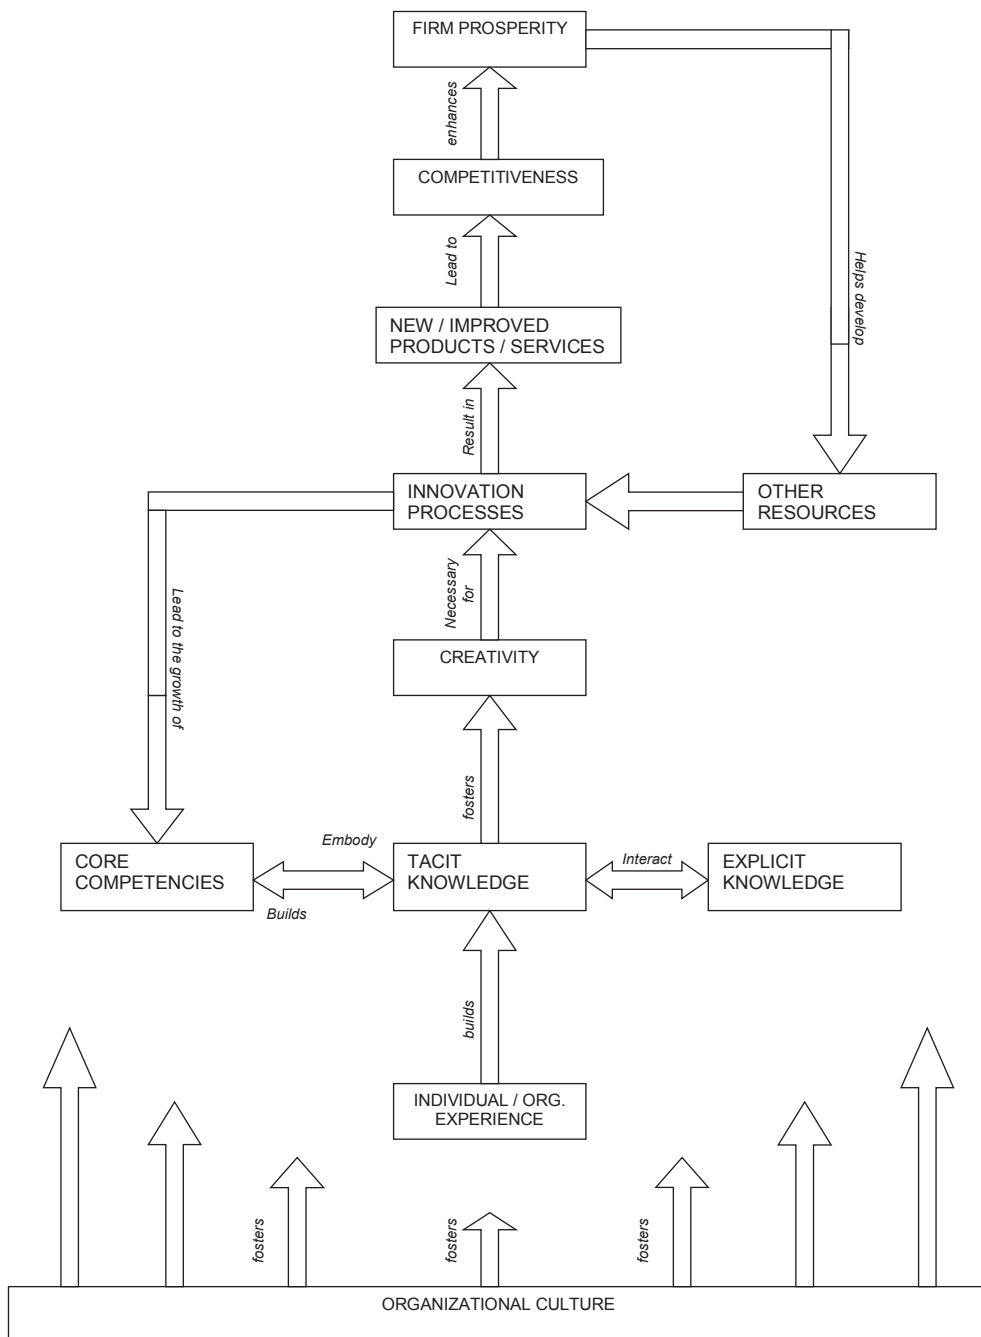 FIRM PROSPERITY
enhances
COMPETITIVENESS
Lead to
Helps develop
NEW / IMPROVED
PRODUCTS / SERVICES
Result in
INNOVATION
PROCESSES
OTHER
RESOURCES
Necessary
for
Lead to the growth of
CREATIVITY
fosters
Embody
CORE
COMPETENCIES
Builds
TACIT
KNOWLEDGE
Interact
EXPLICIT
KNOWLEDGE
builds
INDIVIDUAL / ORG.
EXPERIENCE
fosters
fosters
fosters
ORGANIZATIONAL CULTURE